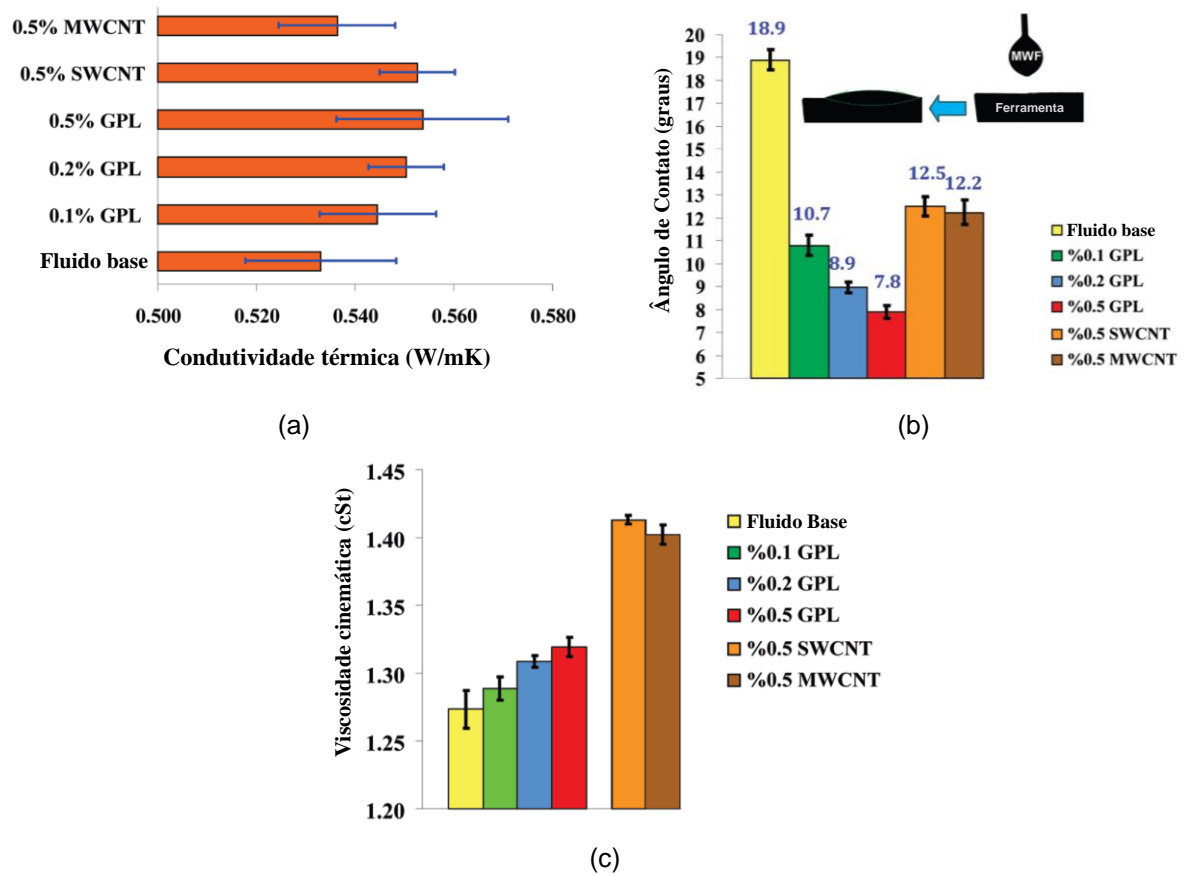 0.5% MWCNT
0.5% SWCNT
0.5% GPL
0.2% GPL
0.1% GPL
Fluido base
0.500 0.520 0.540 0.560 0.580
Condutividade térmica (W/mK)
(a)
Ângulo de Contato (graus)
20
19
18
17
16
15
14
13
12
11
10
9
8
7
6
5
18.9
10.7
8.9
7.8
12.5
12.2
MWF
Ferramenta
Fluido base
%0.1 GPL
%0.2 GPL
%0.5 GPL
%0.5 SWCNT
%0.5 MWCNT
(b)
Viscosidade cinemática (cSt)
1.45
1.40
1.35
1.30
1.25
1.20
Fluido Base
%0.1 GPL
%0.2 GPL
%0.5 GPL
%0.5 SWCNT
%0.5 MWCNT
(c)